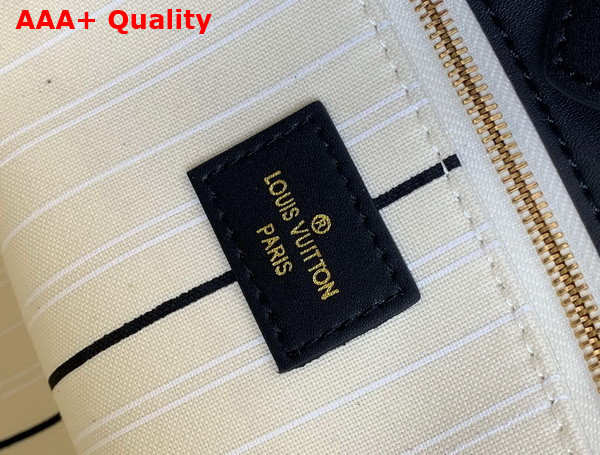 AAA+ Quality
®
LOUIS VUITTON
PARIS